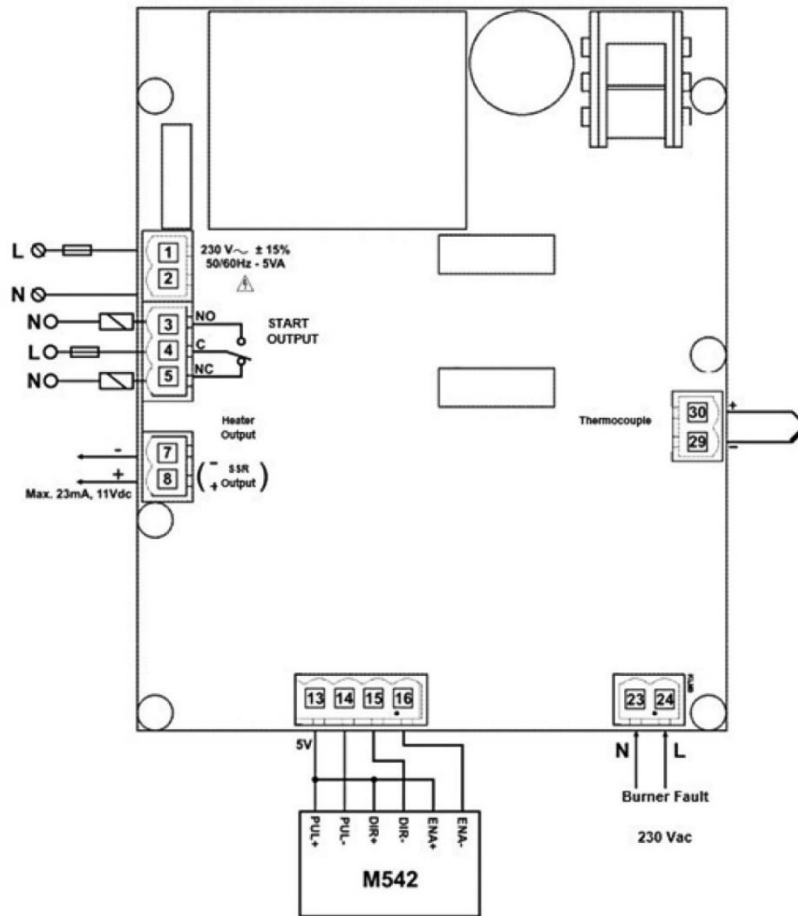 L
1
230 V~ ± 15%
50/60Hz - 5VA
N
2
N
3
NO
START
OUTPUT
L
4
C
N
5
NC
Heater
Output
-
7
+
8
( - SSR
+ Output )
Max. 23mA, 11Vdc
Thermocouple
30
+
29
-
13
14
15
16
5V
PUL+
PUL-
DIR+
DIR-
ENA+
ENA-
M542
23
24
N
L
Burner Fault
230 Vac